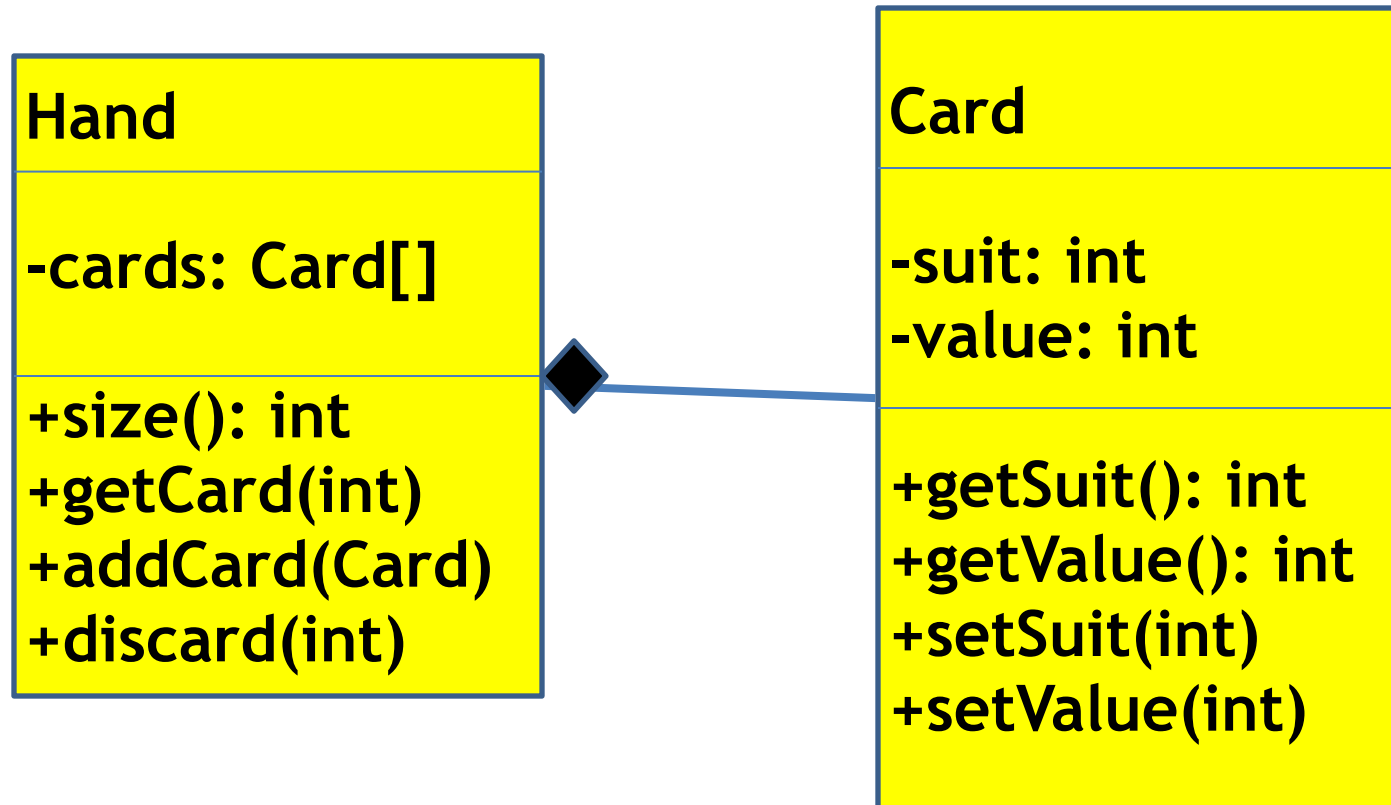 Hand
-cards: Card[]
+size(): int
+getCard(int)
+addCard(Card)
+discard(int)
Card
-suit: int
-value: int
+getSuit(): int
+getValue(): int
+setSuit(int)
+setValue(int)